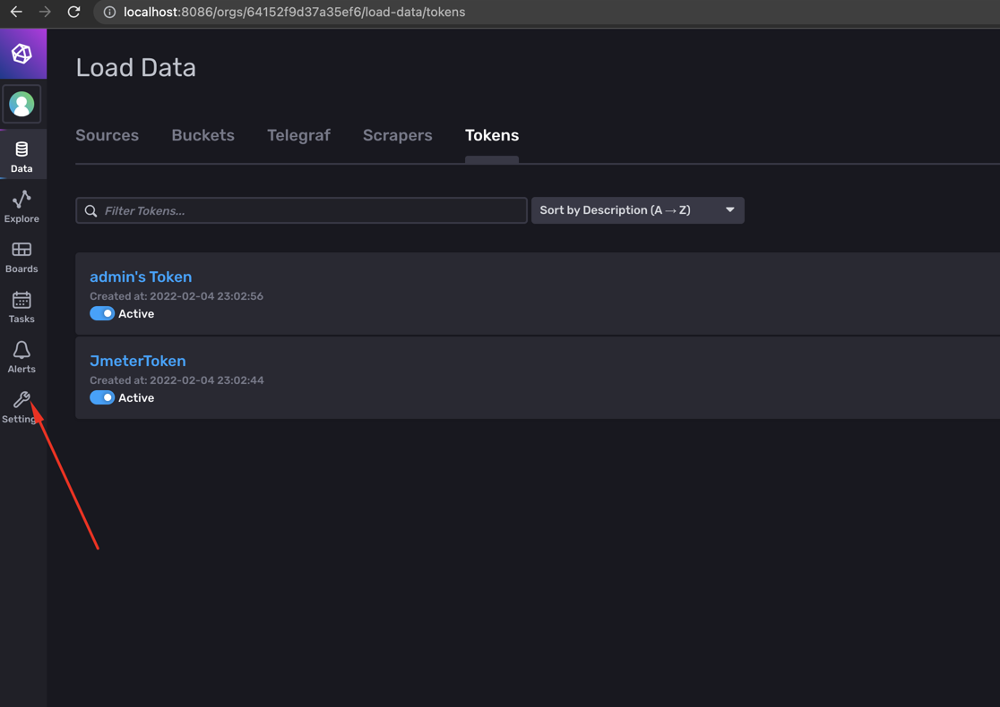 localhost:8086/orgs/64152f9d37a35ef6/load-data/tokens
Load Data
Sources Buckets Telegraf Scrapers Tokens
Data
Explore
Boards
Tasks
Alerts
Setting
Filter Tokens...
Sort by Description (A → Z)
admin's Token
Created at: 2022-02-04 23:02:56
Active
JmeterToken
Created at: 2022-02-04 23:02:44
Active